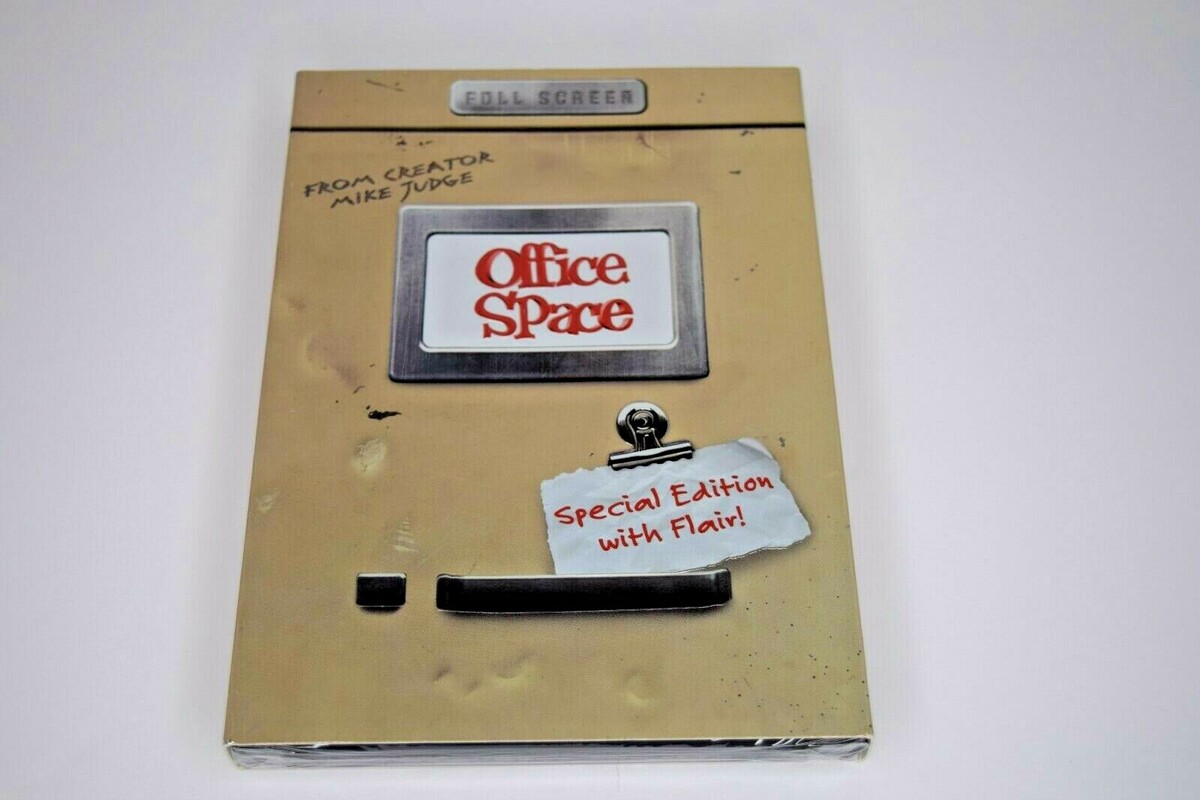 FULL SCREEN
FROM CREATOR
MIKE JUDGE
Office
Space
Special Edition
with Flair!